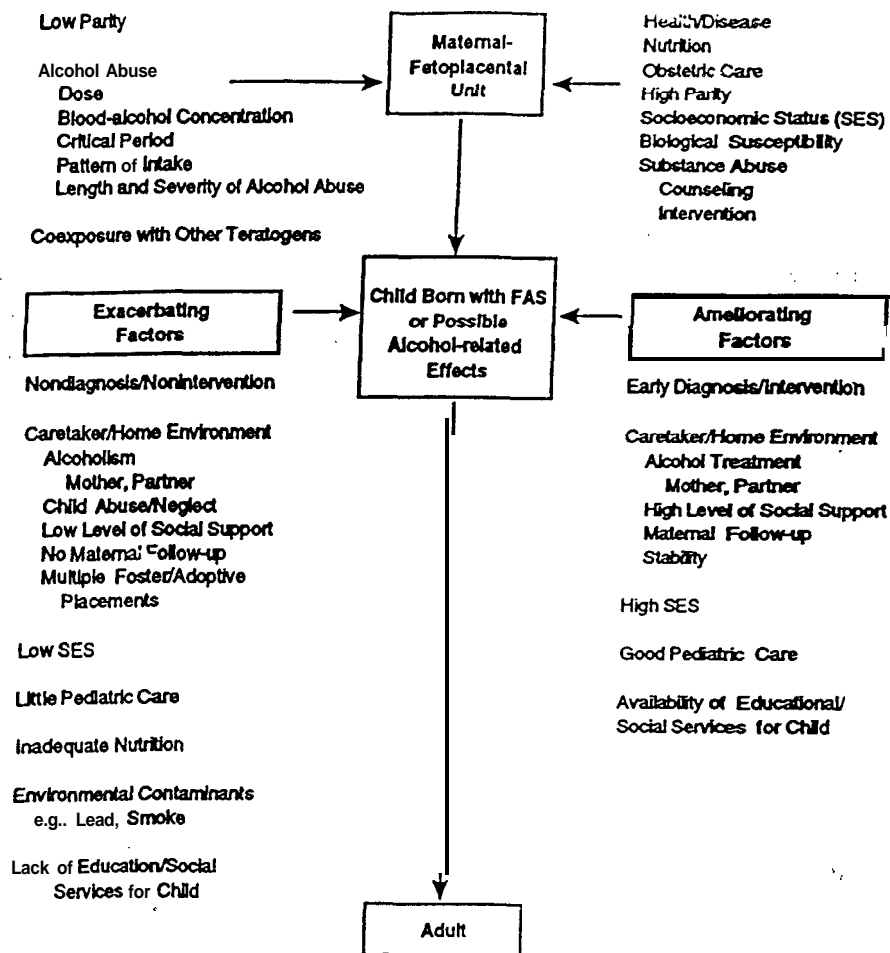 Low Parity
Alcohol Abuse
Dose
Blood-alcohol Concentration
Critical Period
Pattern of Intake
Length and Severity of Alcohol Abuse
Coexposure with Other Teratogens
Maternal-
Fetoplacental
Unit
Health/Disease
Nutrition
Obstetric Care
High Parity
Socioeconomic Status (SES)
Biological Susceptibility
Substance Abuse
Counseling
Intervention
Exacerbating
Factors
Child Born with FAS
or Possible
Alcohol-related
Effects
Ameliorating
Factors
Nondiagnosis/Nonintervention
Caretaker/Home Environment
Alcoholism
Mother, Partner
Child Abuse/Neglect
Low Level of Social Support
No Maternal Follow-up
Multiple Foster/Adoptive
Placements
Low SES
Little Pediatric Care
Inadequate Nutrition
Environmental Contaminants
e.g.. Lead, Smoke
Lack of Education/Social
Services for Child
Early Diagnosis/Intervention
Caretaker/Home Environment
Alcohol Treatment
Mother, Partner
High Level of Social Support
Maternal Follow-up
Stability
High SES
Good Pediatric Care
Availability of Educational/
Social Services for Child
Adult